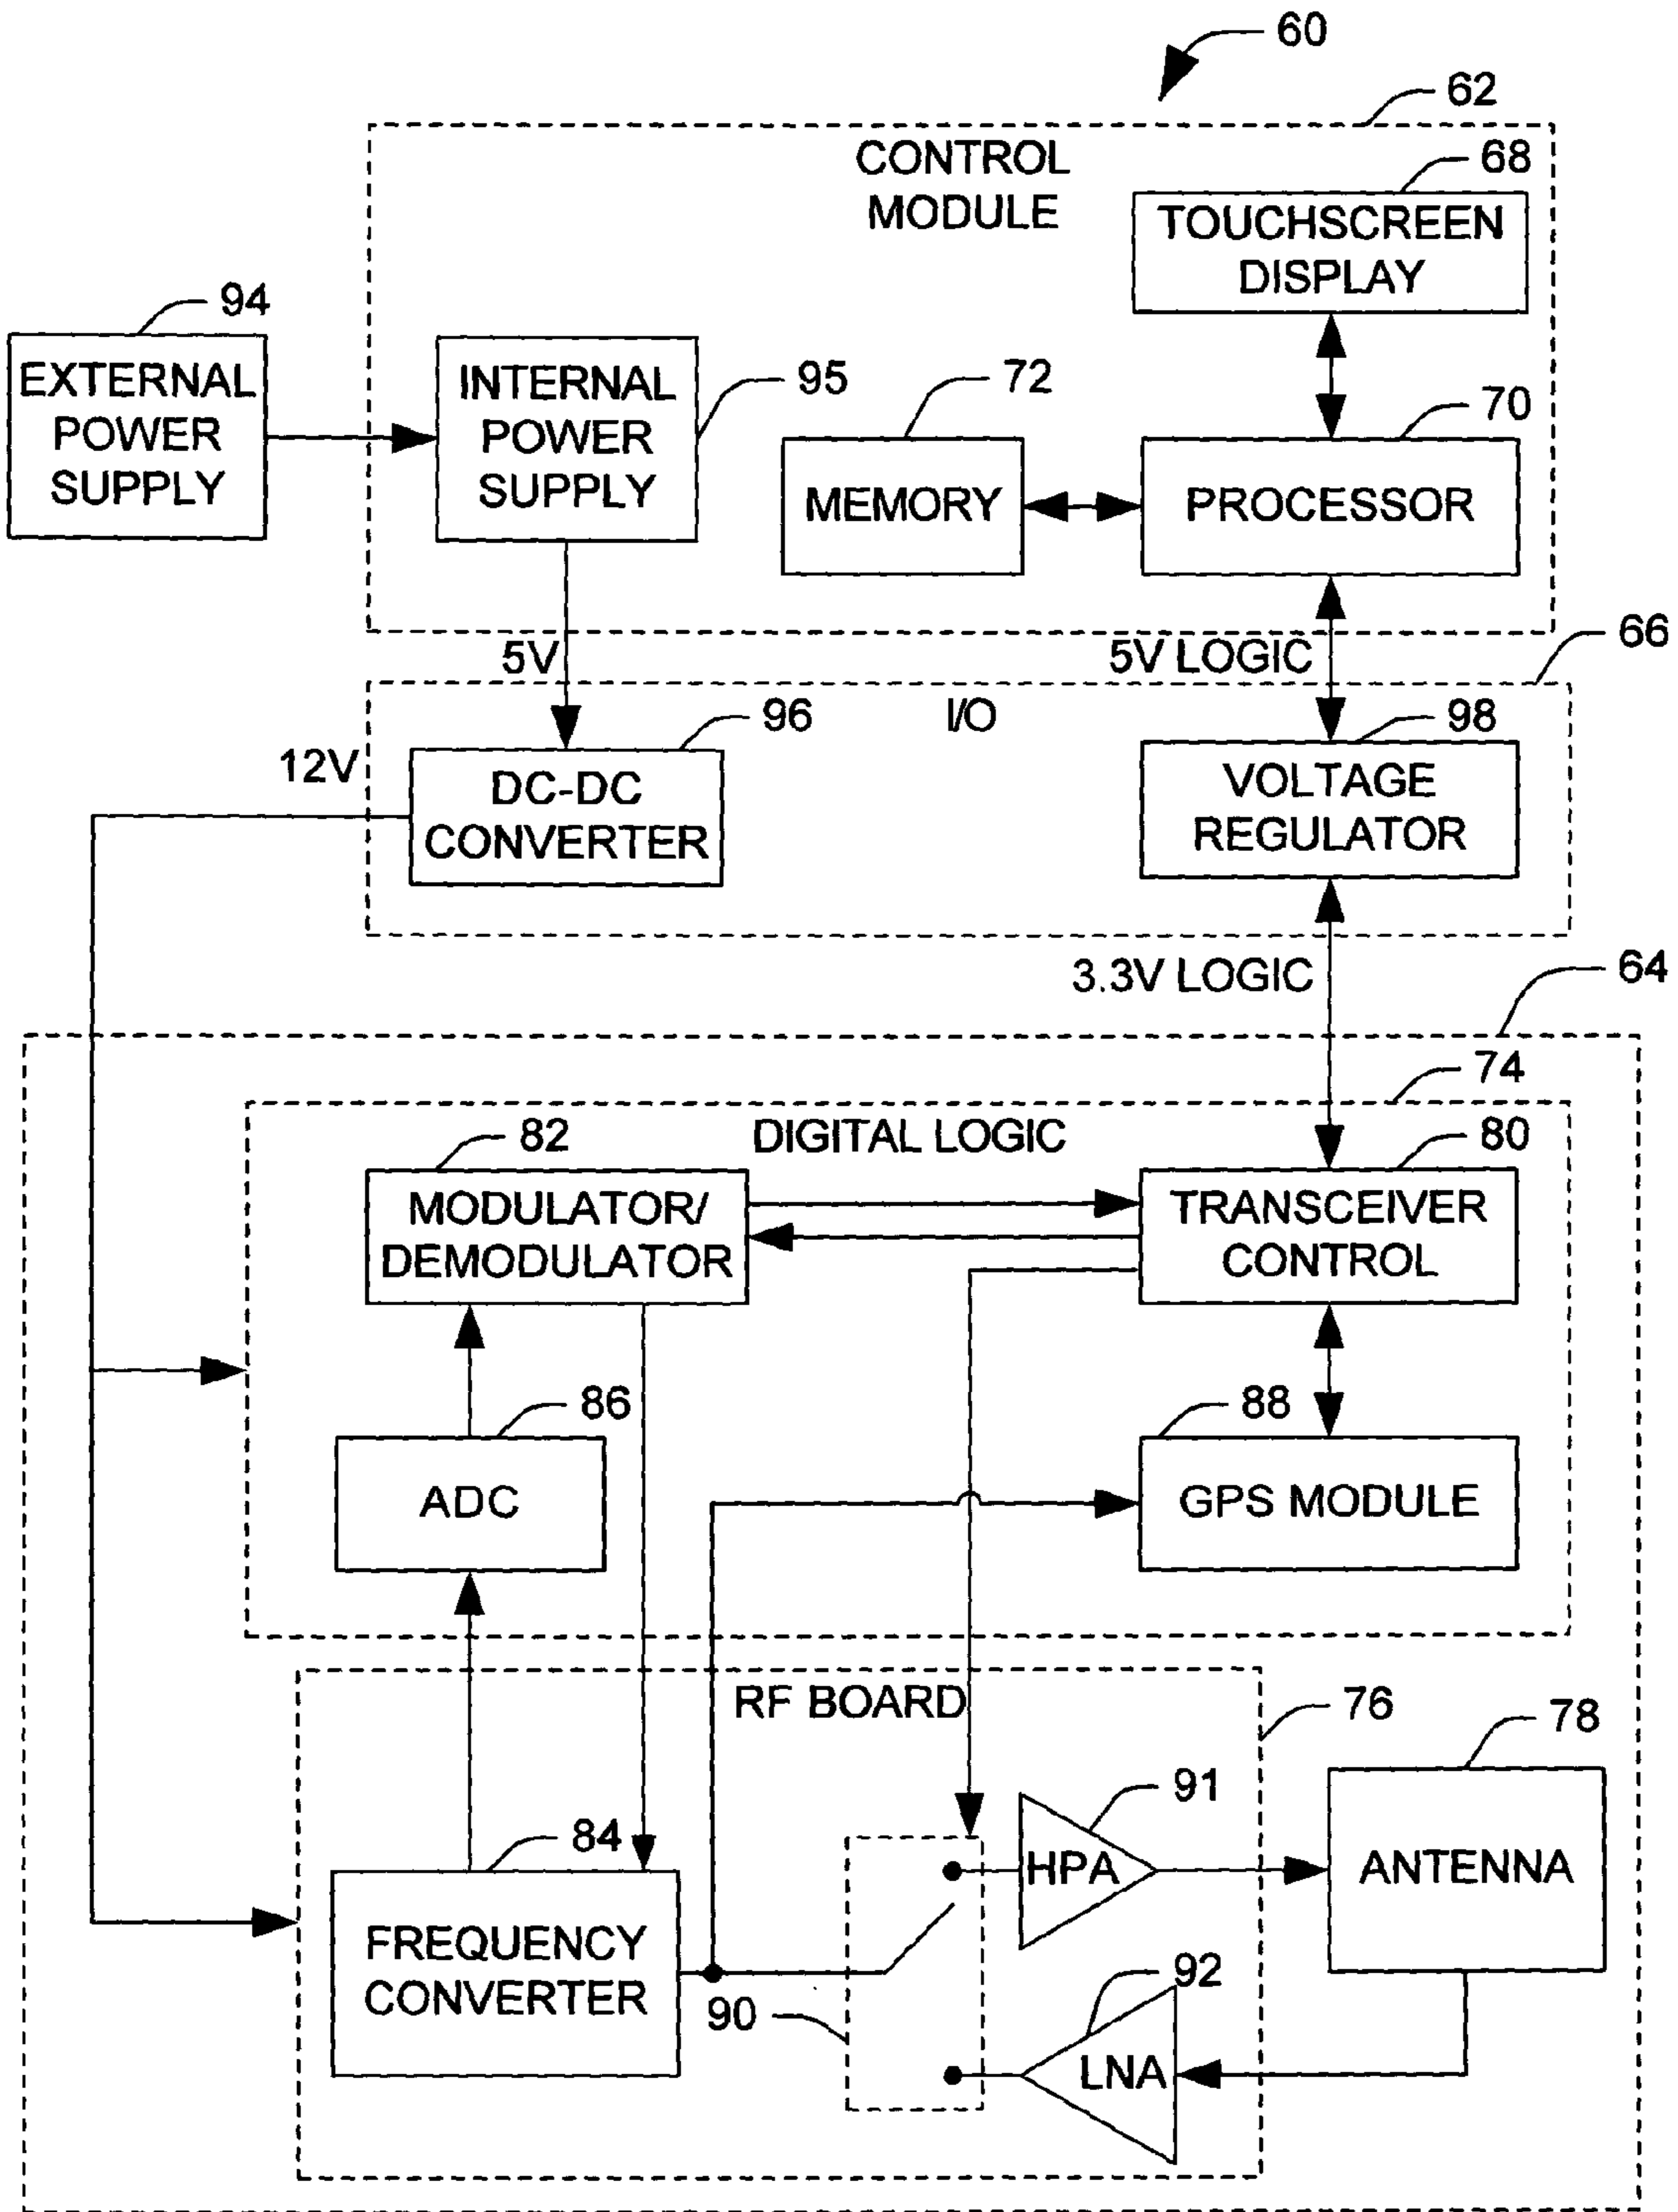 60
62
CONTROL
MODULE
68
TOUCHSCREEN
DISPLAY
94
EXTERNAL
POWER
SUPPLY
INTERNAL
POWER
SUPPLY
95
72
MEMORY
70
PROCESSOR
5V
5V LOGIC
66
I/O
96
DC-DC
CONVERTER
12V
98
VOLTAGE
REGULATOR
3.3V LOGIC
64
74
DIGITAL LOGIC
82
MODULATOR/
DEMODULATOR
80
TRANSCEIVER
CONTROL
86
ADC
88
GPS MODULE
RF BOARD
76
78
ANTENNA
84
FREQUENCY
CONVERTER
91
HPA
90
92
LNA